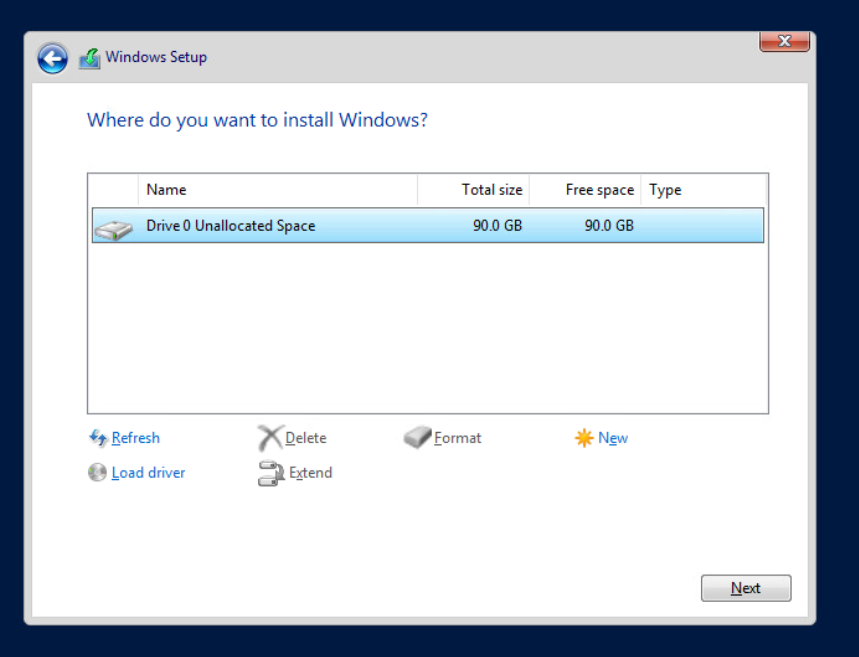 Windows Setup
Where do you want to install Windows?
Name Total size Free space Type
Drive 0 Unallocated Space 90.0 GB 90.0 GB
Refresh Delete Format New
Load driver Extend
Next